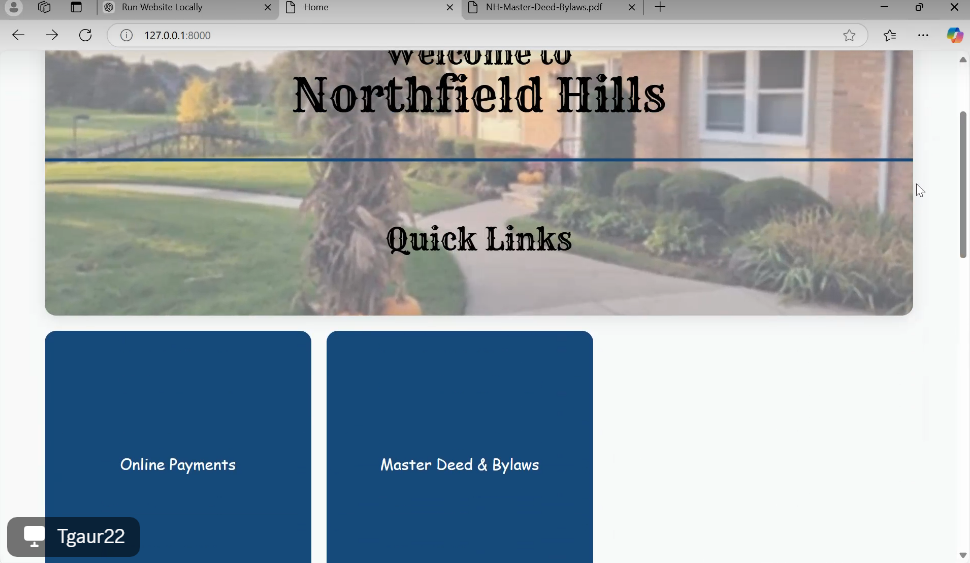 Run Website Locally
Home
NH-Master-Deed-Bylaws.pdf
127.0.0.1:8000
Welcome to
Northfield Hills
Quick Links
Online Payments
Master Deed & Bylaws
Tgaur22